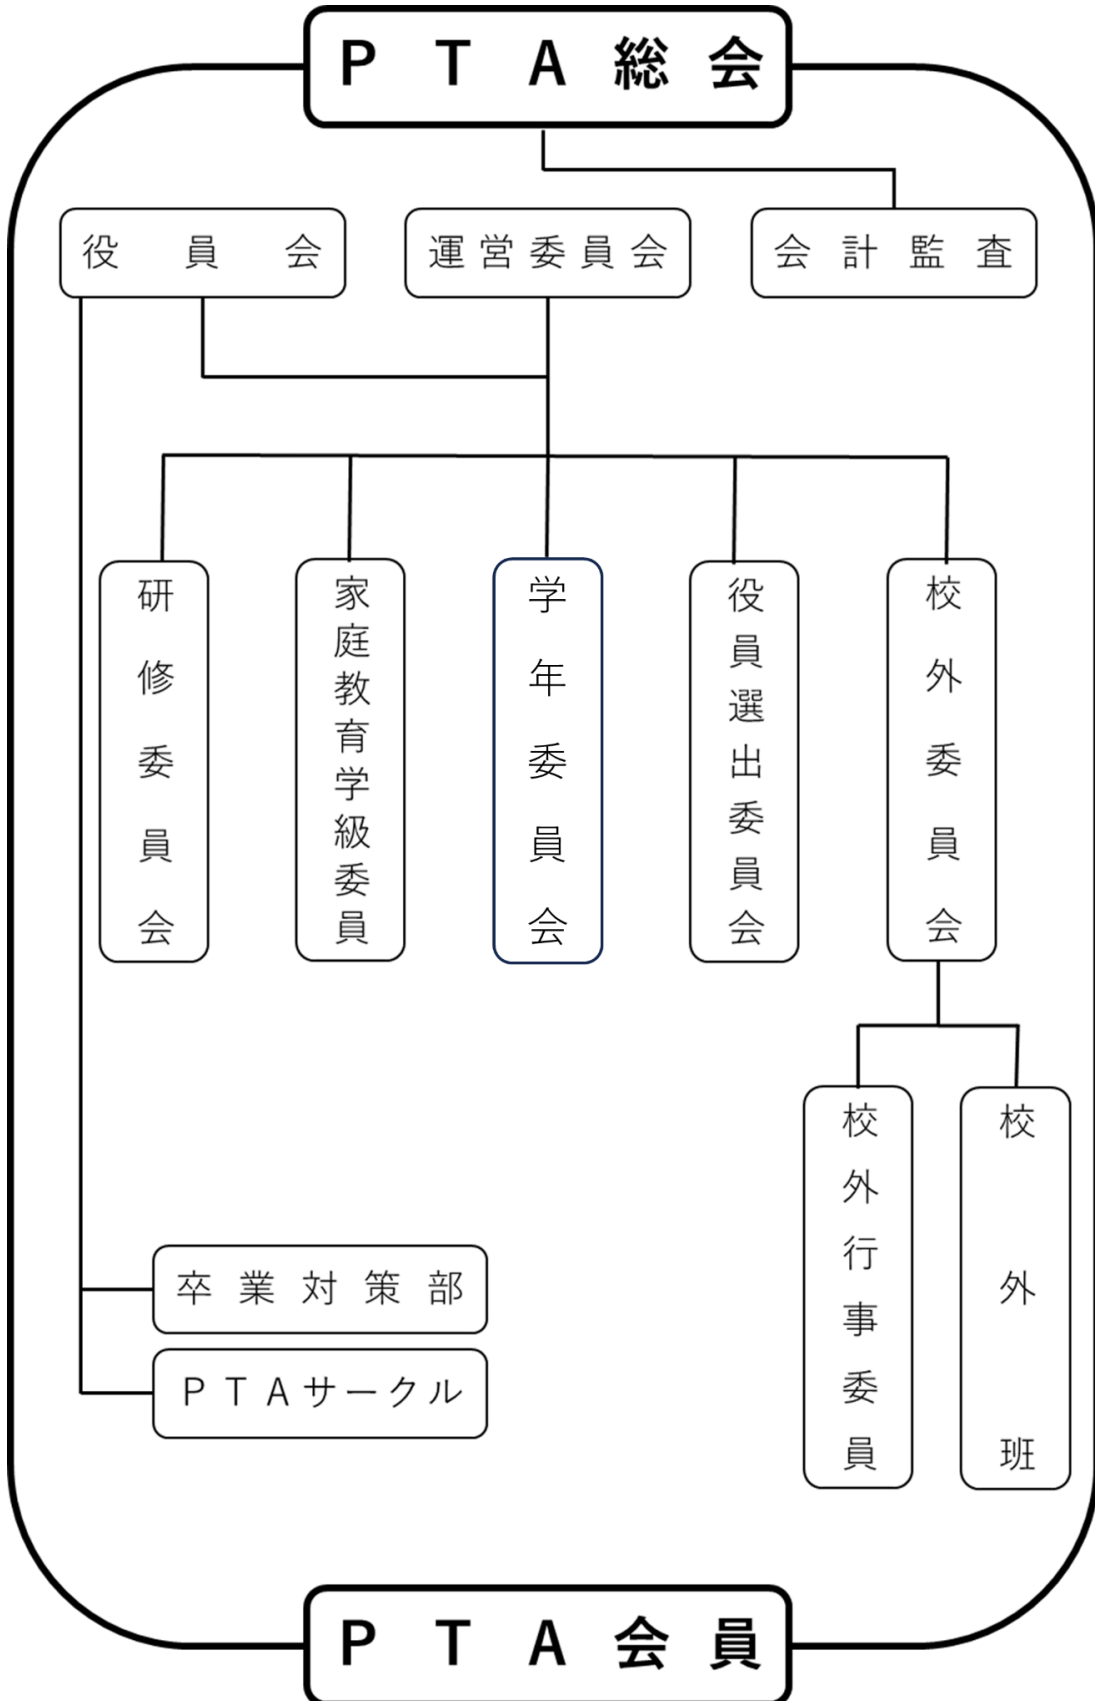 ＰＴＡ総会
役員会
運営委員会
会計監査
研修委員会
家庭教育学級委員
学年委員会
役員選出委員会
校外委員会
校外行事委員
校外班
卒業対策部
ＰＴＡサークル
ＰＴＡ会員